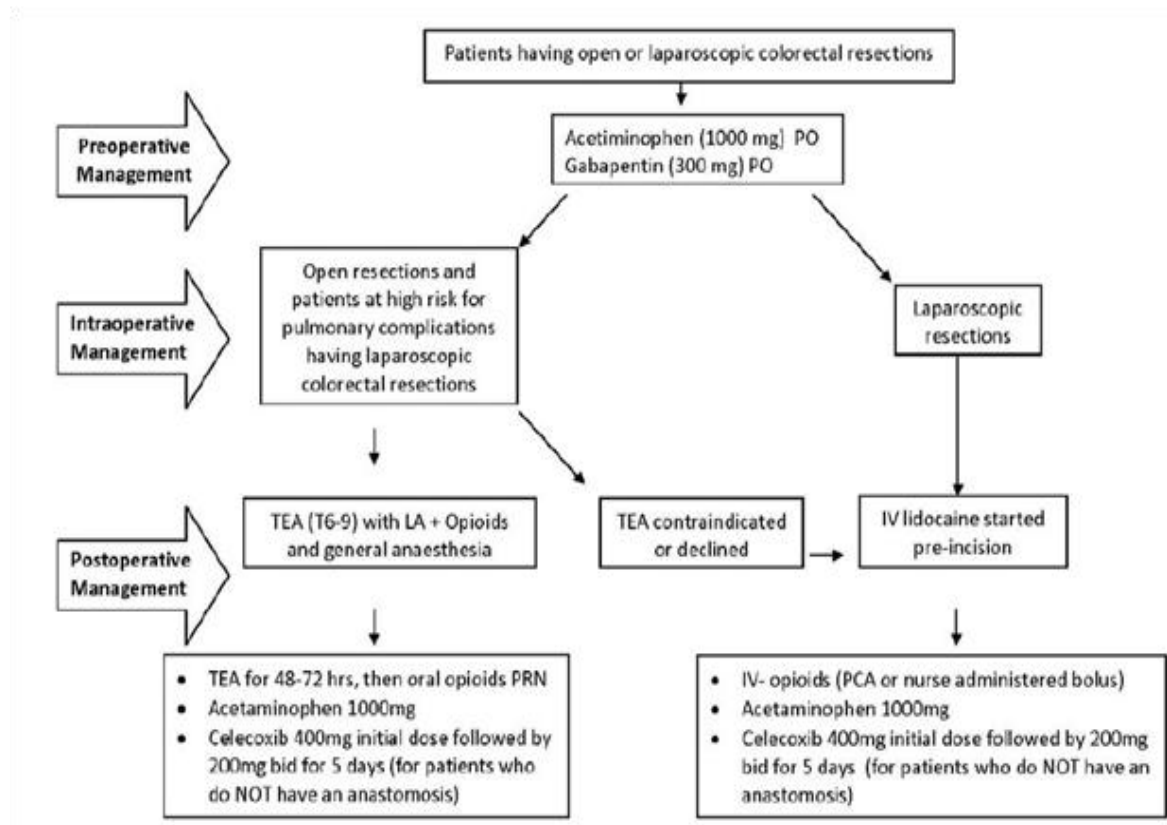 Patients having open or laparoscopic colorectal resections
Preoperative
Management
Acetiminophen (1000 mg) PO
Gabapentin (300 mg) PO
Intraoperative
Management
Open resections and
patients at high risk for
pulmonary complications
having laparoscopic
colorectal resections
Laparoscopic
resections
Postoperative
Management
TEA (T6-9) with LA + Opioids
and general anaesthesia
TEA contraindicated
or declined
IV lidocaine started
pre-incision
• TEA for 48-72 hrs, then oral opioids PRN
• Acetaminophen 1000mg
• Celecoxib 400mg initial dose followed by
200mg bid for 5 days (for patients who
do NOT have an anastomosis)
• IV- opioids (PCA or nurse administered bolus)
• Acetaminophen 1000mg
• Celecoxib 400mg initial dose followed by 200mg
bid for 5 days (for patients who do NOT have an
anastomosis)